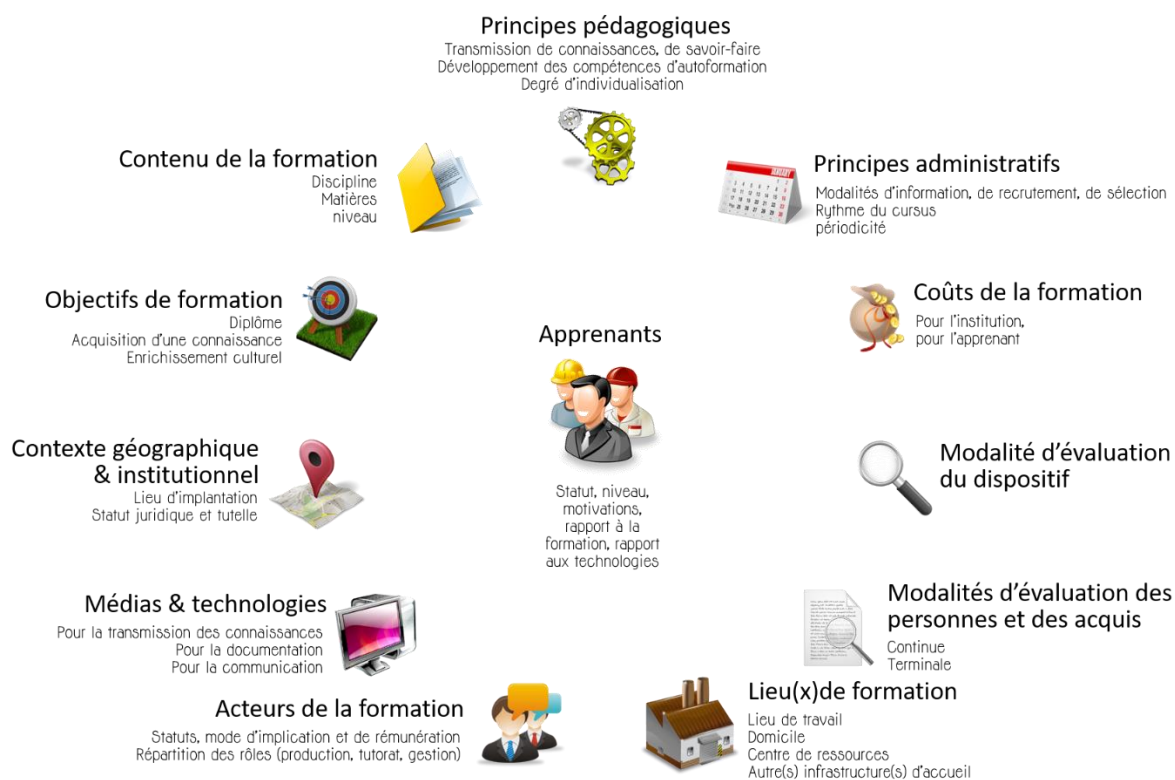 Principes pédagogiques
Transmission de connaissances, de savoir-faire
Développement des compétences d'autoformation
Degré d'individualisation
Contenu de la formation
Discipline
Matières
niveau
JANUARY
Principes administratifs
Modalités d'information, de recrutement, de sélection
Rythme du cursus
périodicité
Objectifs de formation
Diplôme
Acquisition d'une connaissance
Enrichissement culturel
Apprenants
Statut, niveau,
motivations,
rapport à la
formation, rapport
aux technologies
Coûts de la formation
Pour l'institution,
pour l'apprenant
Contexte géographique
& institutionnel
Lieu d'implantation
Statut juridique et tutelle
Modalité d'évaluation
du dispositif
Médias & technologies
Pour la transmission des connaissances
Pour la documentation
Pour la communication
Modalités d'évaluation des
personnes et des acquis
Continue
Terminale
Acteurs de la formation
Statuts, mode d'implication et de rémunération
Répartition des rôles (production, tutorat, gestion)
Lieu(x)de formation
Lieu de travail
Domicile
Centre de ressources
Autre(s) infrastructure(s) d'accueil